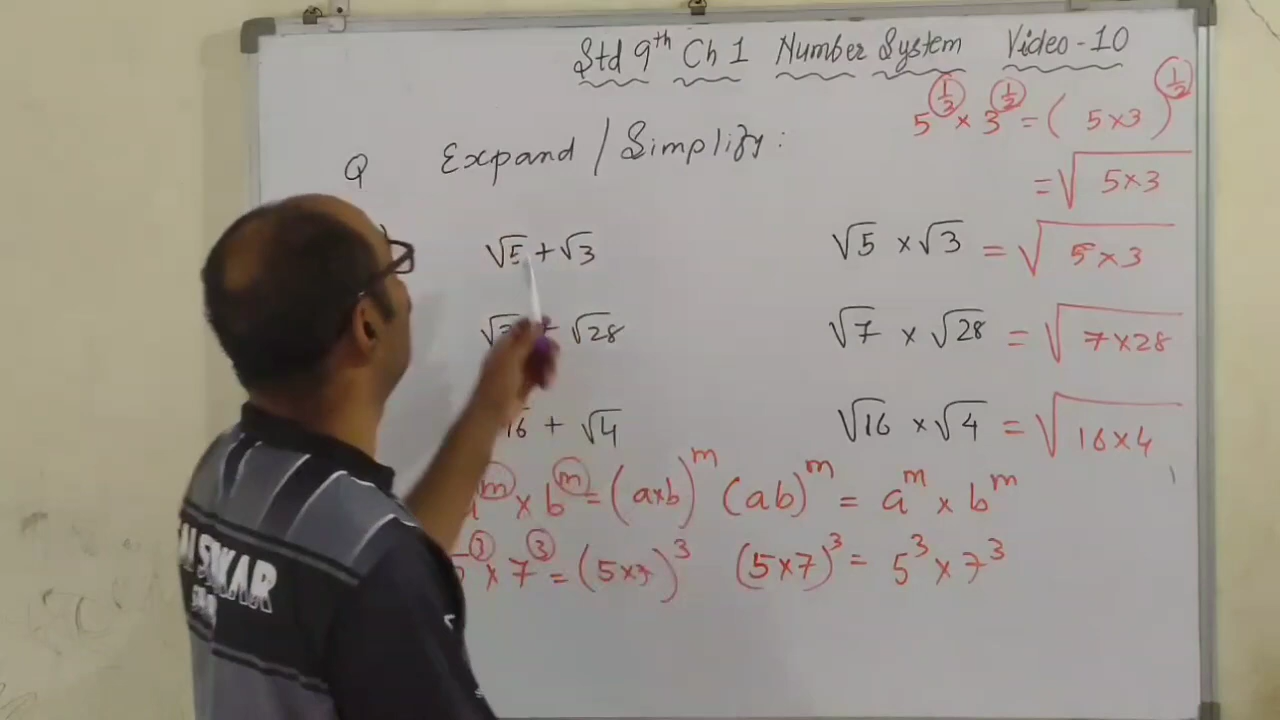 Std 9th Ch 1 Number System Video-10
5^(1/2) × 3^(1/2) = (5×3)^(1/2)
Q Expand / Simplify :
= √(5×3)
√5 + √3
√5 × √3 = √(5×3)
+ √28
√7 × √28 = √(7×28)
16 + √4
√16 × √4 = √(16×4)
a^m × b^m = (a×b)^m (ab)^m = a^m × b^m
5^3 × 7^3 = (5×7)^3 (5×7)^3 = 5^3 × 7^3